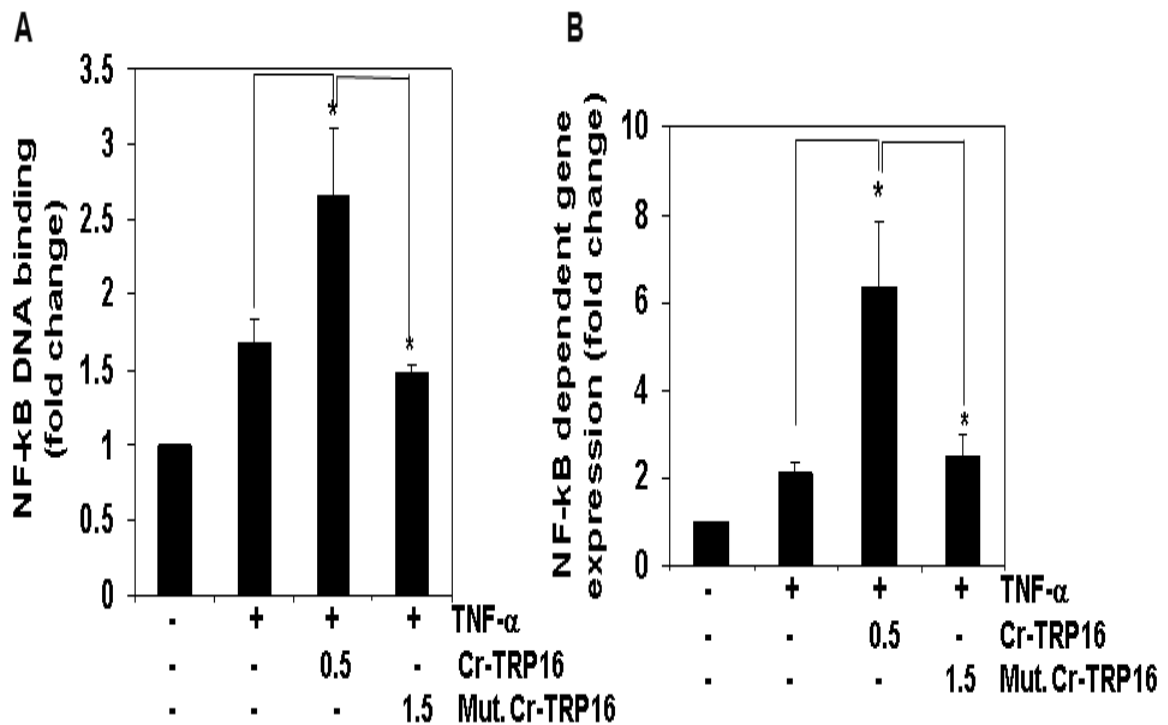 A
NF-kB DNA binding
(fold change)
3.5
3
2.5
2
1.5
1
0.5
0
*
*
- + + + TNF-α
- - 0.5 - Cr-TRP16
- - - 1.5 Mut. Cr-TRP16
B
NF-kB dependent gene
expression (fold change)
10
8
6
4
2
0
*
*
- + + + TNF-α
- - 0.5 - Cr-TRP16
- - - 1.5 Mut. Cr-TRP16